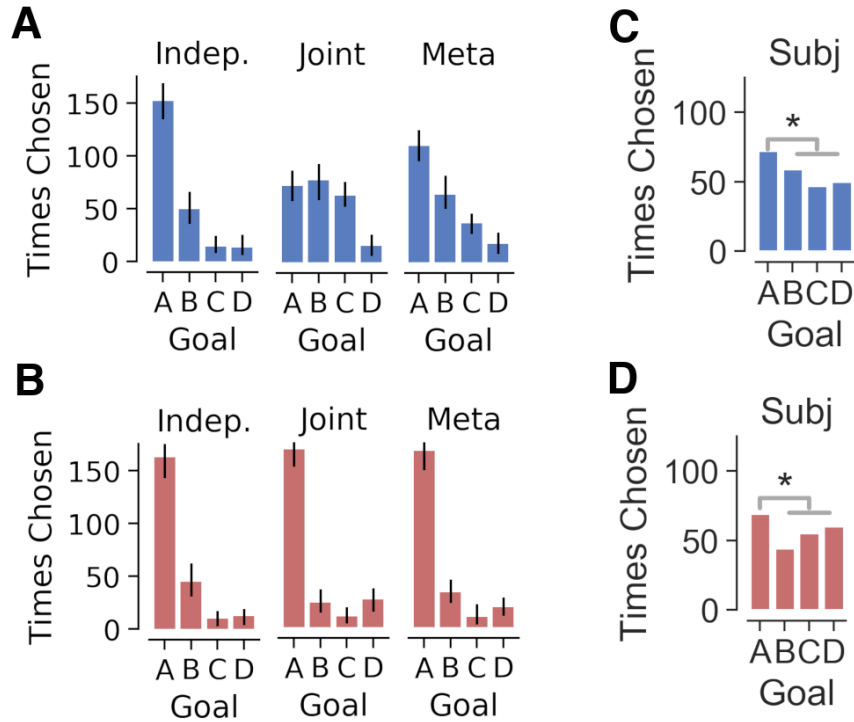 A
Indep.
Joint
Meta
Times Chosen
150
100
50
0
A B C D
A B C D
A B C D
Goal
Goal
Goal
C
Subj
Times Chosen
100
50
0
*
A B C D
Goal
B
Indep.
Joint
Meta
Times Chosen
150
100
50
0
A B C D
A B C D
A B C D
Goal
Goal
Goal
D
Subj
Times Chosen
100
50
0
*
A B C D
Goal